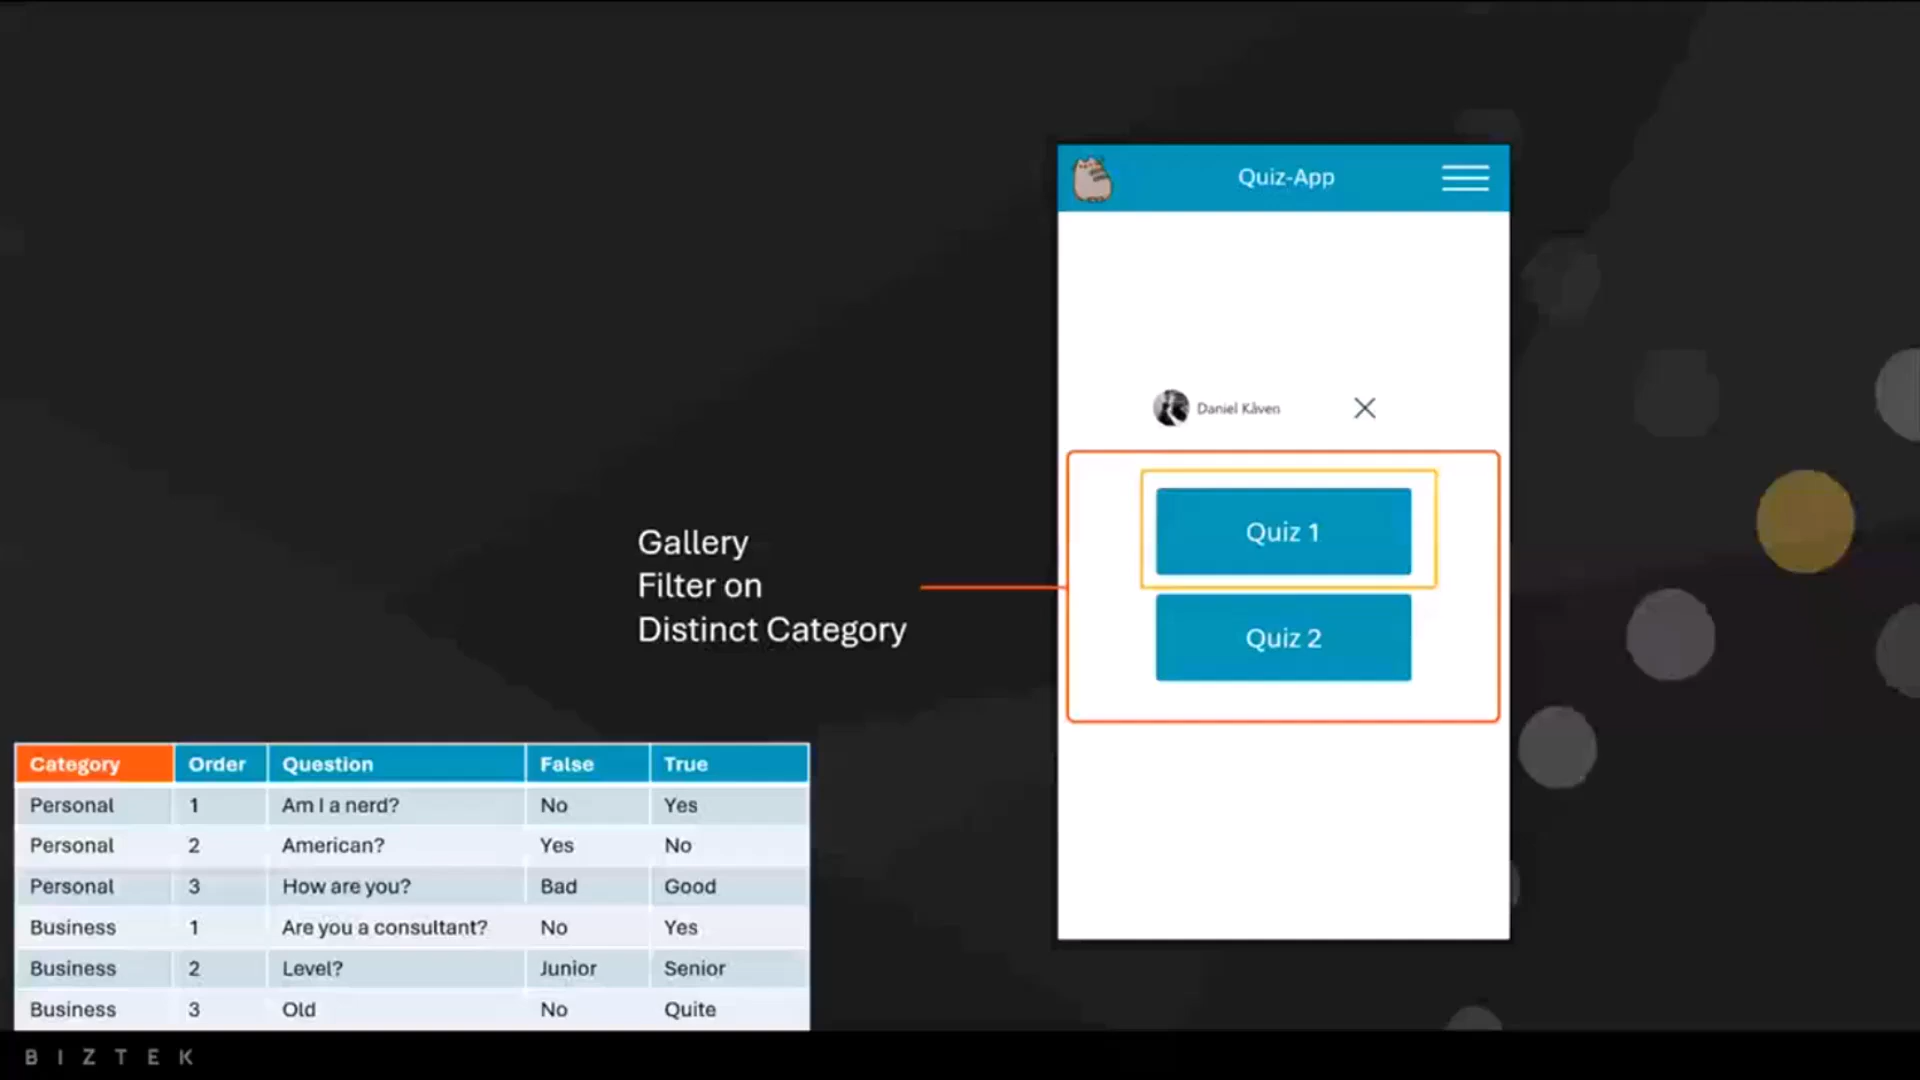 Quiz-App
Daniel Kåven
Quiz 1
Quiz 2
Gallery
Filter on
Distinct Category
Category Order Question False True
Personal 1 Am I a nerd? No Yes
Personal 2 American? Yes No
Personal 3 How are you? Bad Good
Business 1 Are you a consultant? No Yes
Business 2 Level? Junior Senior
Business 3 Old No Quite
BIZTEK